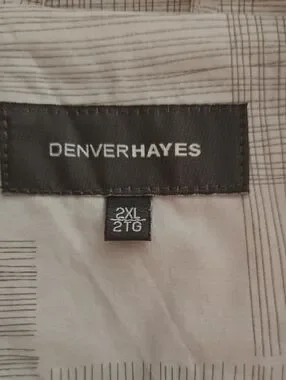 DENVERHAYES
2XL
2TG